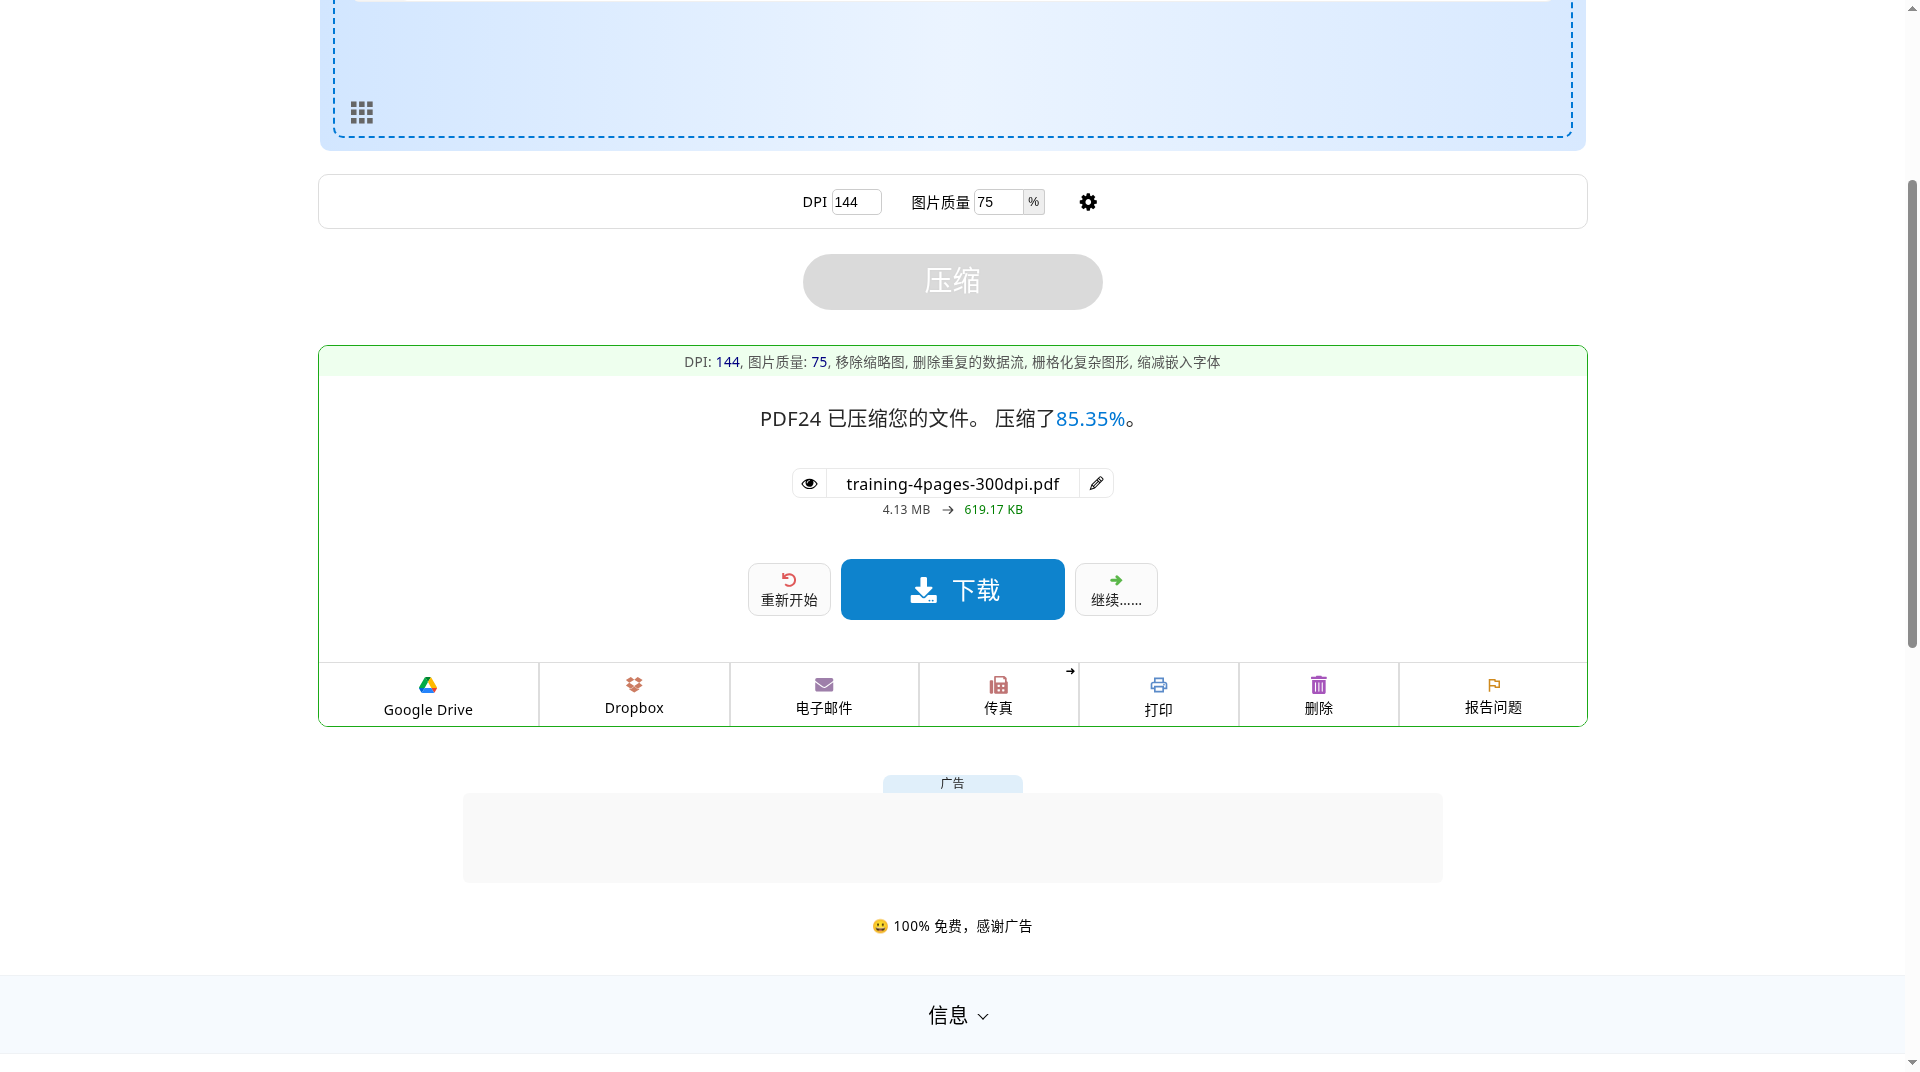 DPI 144 图片质量 75 %
压缩
DPI: 144, 图片质量: 75, 移除缩略图, 删除重复的数据流, 栅格化复杂图形, 缩减嵌入字体
PDF24 已压缩您的文件。 压缩了85.35%。
training-4pages-300dpi.pdf
4.13 MB → 619.17 KB
重新开始 下载 继续......
Google Drive Dropbox 电子邮件 传真 打印 删除 报告问题
广告
😀 100% 免费，感谢广告
信息